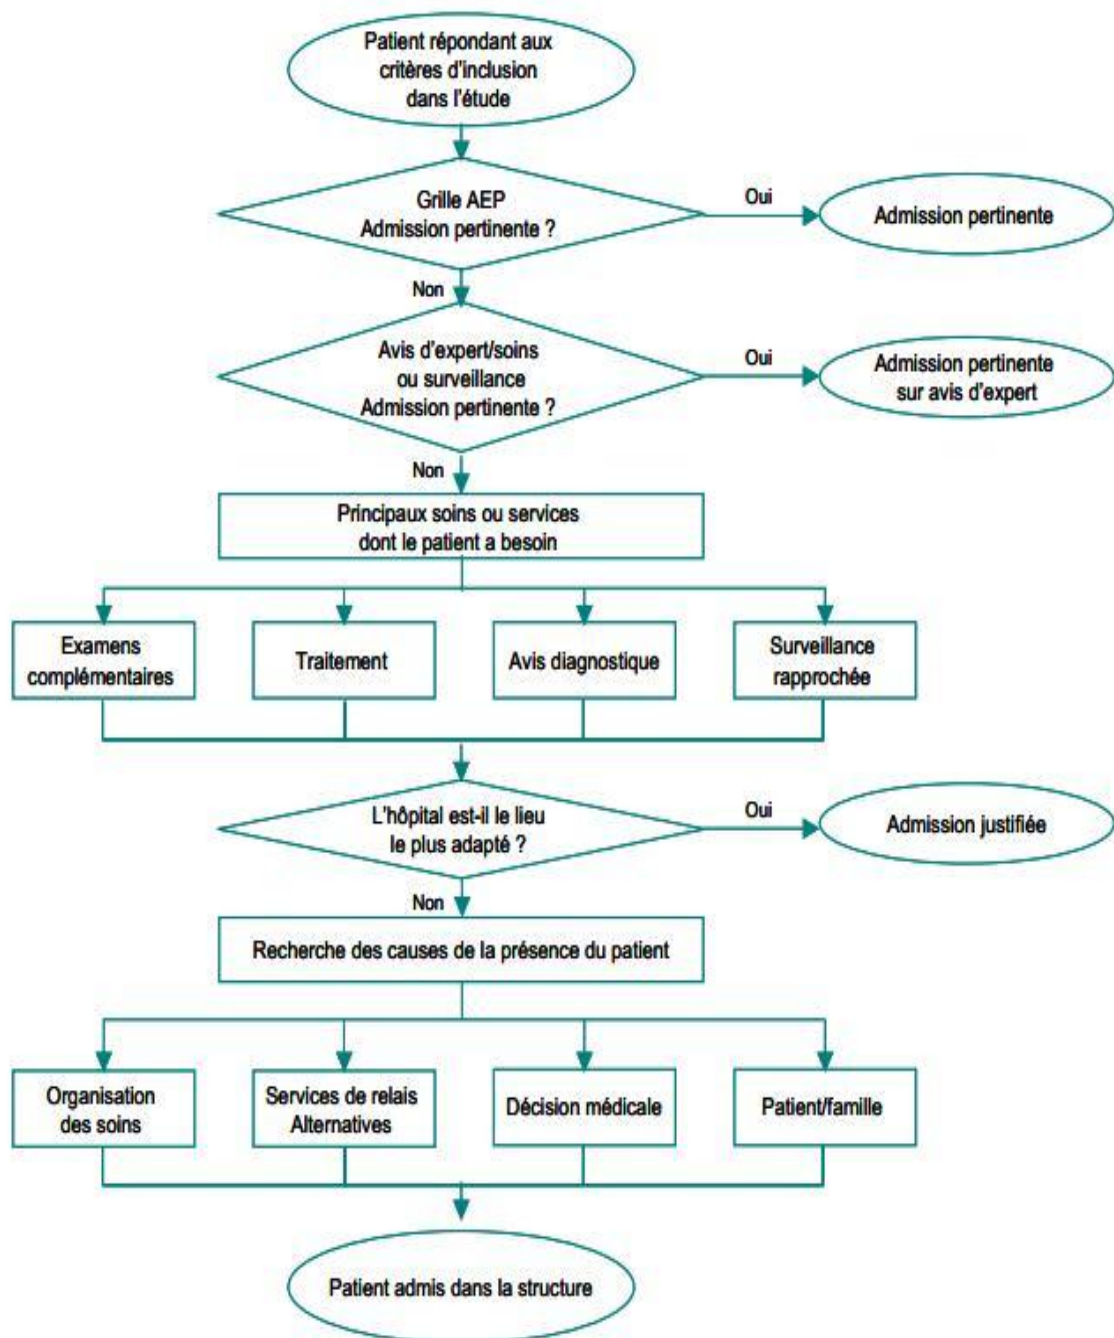 Patient répondant aux
critères d'inclusion
dans l'étude
Grille AEP
Admission pertinente ?
Oui
Admission pertinente
Non
Avis d'expert/soins
ou surveillance
Admission pertinente ?
Oui
Admission pertinente
sur avis d'expert
Non
Principaux soins ou services
dont le patient a besoin
Examens
complémentaires
Traitement
Avis diagnostique
Surveillance
rapprochée
L'hôpital est-il le lieu
le plus adapté ?
Oui
Admission justifiée
Non
Recherche des causes de la présence du patient
Organisation
des soins
Services de relais
Alternatives
Décision médicale
Patient/famille
Patient admis dans la structure